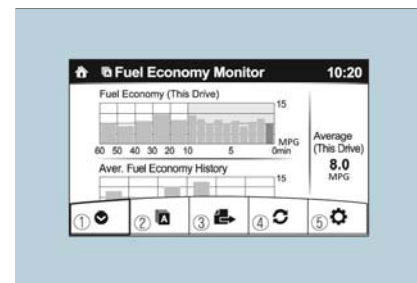 Fuel Economy Monitor 10:20
Fuel Economy (This Drive)
15
MPG
60 50 40 30 20 10 5 0min
Average
(This Drive)
8.0
MPG
Aver. Fuel Economy History
15
① ② A ③ ④ ⑤